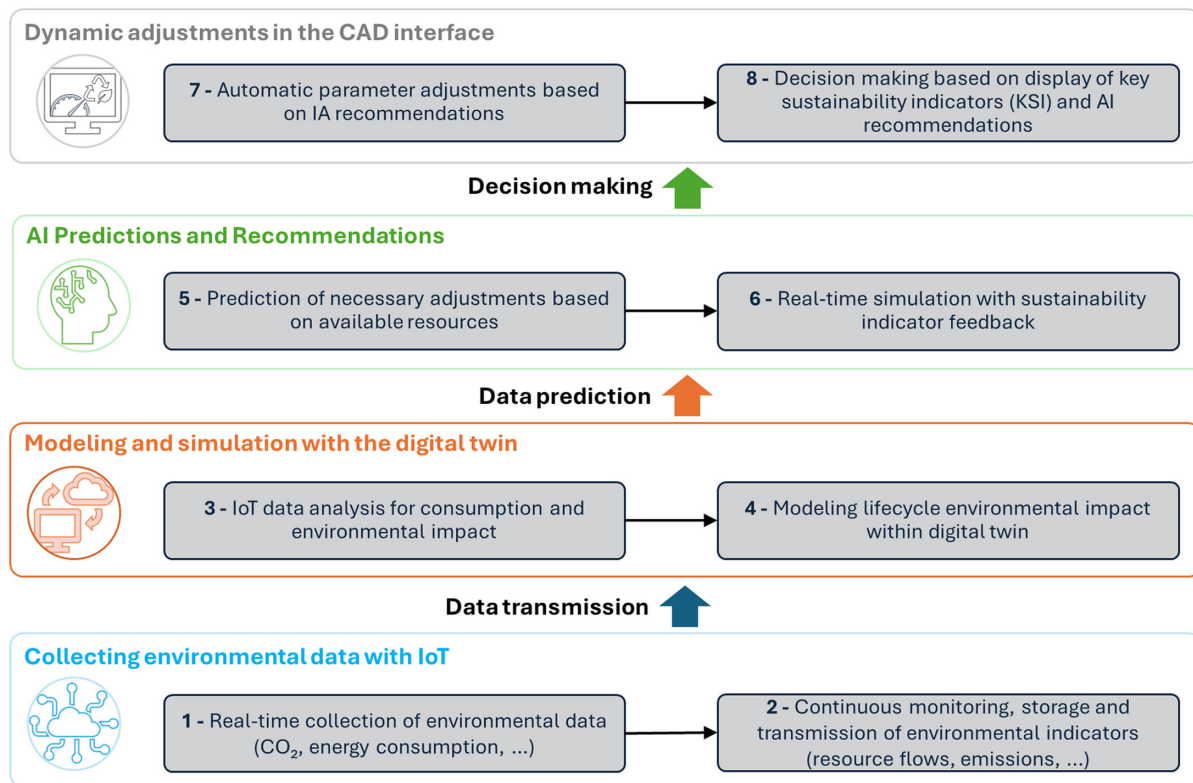 Dynamic adjustments in the CAD interface
7 - Automatic parameter adjustments based
on IA recommendations
8 - Decision making based on display of key
sustainability indicators (KSI) and AI
recommendations
Decision making
AI Predictions and Recommendations
5 - Prediction of necessary adjustments based
on available resources
6 - Real-time simulation with sustainability
indicator feedback
Data prediction
Modeling and simulation with the digital twin
3 - IoT data analysis for consumption and
environmental impact
4 - Modeling lifecycle environmental impact
within digital twin
Data transmission
Collecting environmental data with IoT
1 - Real-time collection of environmental data
(CO₂, energy consumption, ...)
2 - Continuous monitoring, storage and
transmission of environmental indicators
(resource flows, emissions, ...)